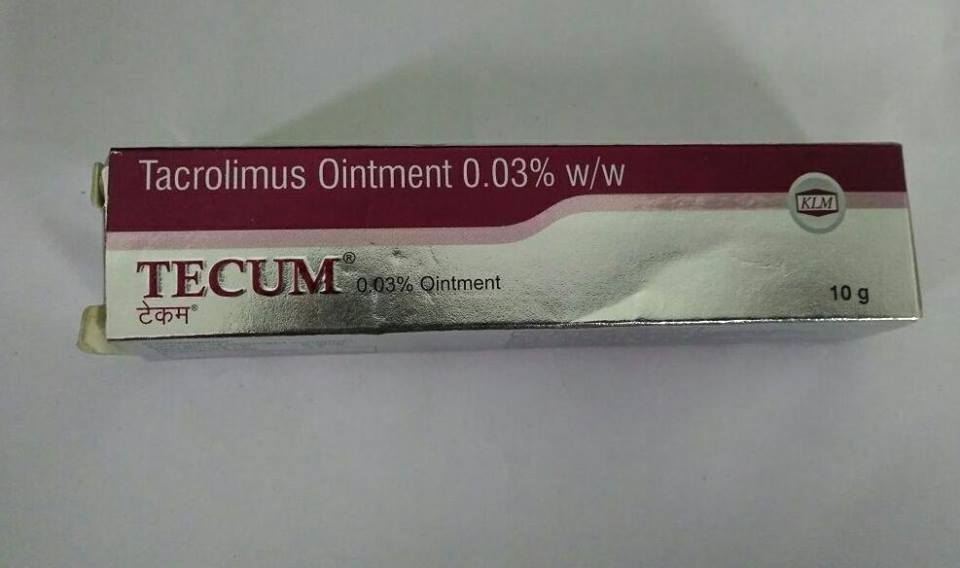 Tacrolimus Ointment 0.03% w/w
KLM
TECUM® 0.03% Ointment
टेकम®
10 g